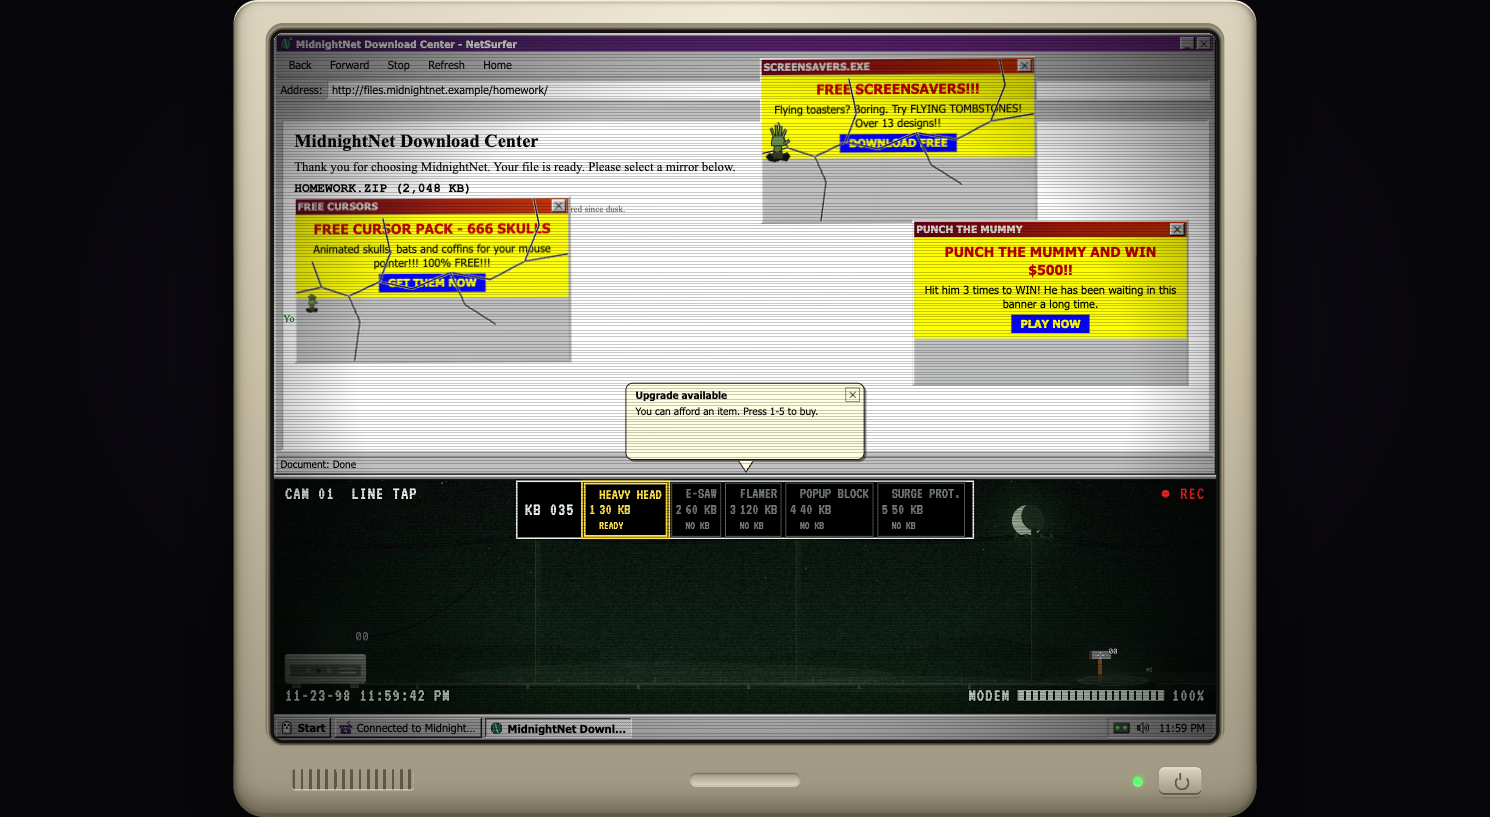 MidnightNet Download Center - NetSurfer
Back Forward Stop Refresh Home
Address: http://files.midnightnet.example/homework/
SCREENSAVERS.EXE
FREE SCREENSAVERS!!!
Flying toasters? Boring. Try FLYING TOMBSTONES!
Over 13 designs!!
DOWNLOAD FREE
MidnightNet Download Center
Thank you for choosing MidnightNet. Your file is ready. Please select a mirror below.
HOMEWORK.ZIP (2,048 KB)
red since dusk.
FREE CURSORS
FREE CURSOR PACK - 666 SKULLS
Animated skulls, bats and coffins for your mouse
pointer!!! 100% FREE!!!
GET THEM NOW
Yo
PUNCH THE MUMMY
PUNCH THE MUMMY AND WIN
$500!!
Hit him 3 times to WIN! He has been waiting in this
banner a long time.
PLAY NOW
Upgrade available
You can afford an item. Press 1-5 to buy.
Document: Done
CAM 01 LINE TAP
KB 035
HEAVY HEAD
1 30 KB
READY
E-SAW
2 60 KB
NO KB
FLAMER
3 120 KB
NO KB
POPUP BLOCK
4 40 KB
NO KB
SURGE PROT.
5 50 KB
NO KB
REC
00
00
11-23-98 11:59:42 PM
MODEM 100%
Start Connected to Midnight... MidnightNet Downl... 11:59 PM